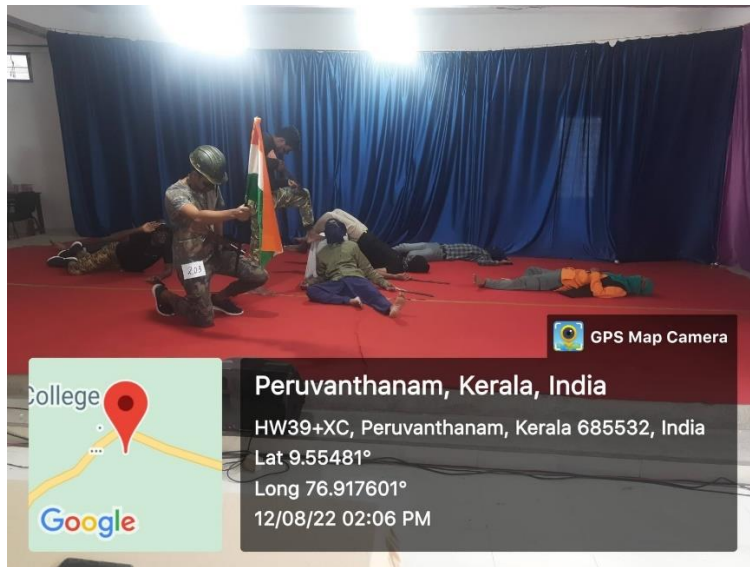 203
GPS Map Camera
College
Google
Peruvanthanam, Kerala, India
HW39+XC, Peruvanthanam, Kerala 685532, India
Lat 9.55481°
Long 76.917601°
12/08/22 02:06 PM